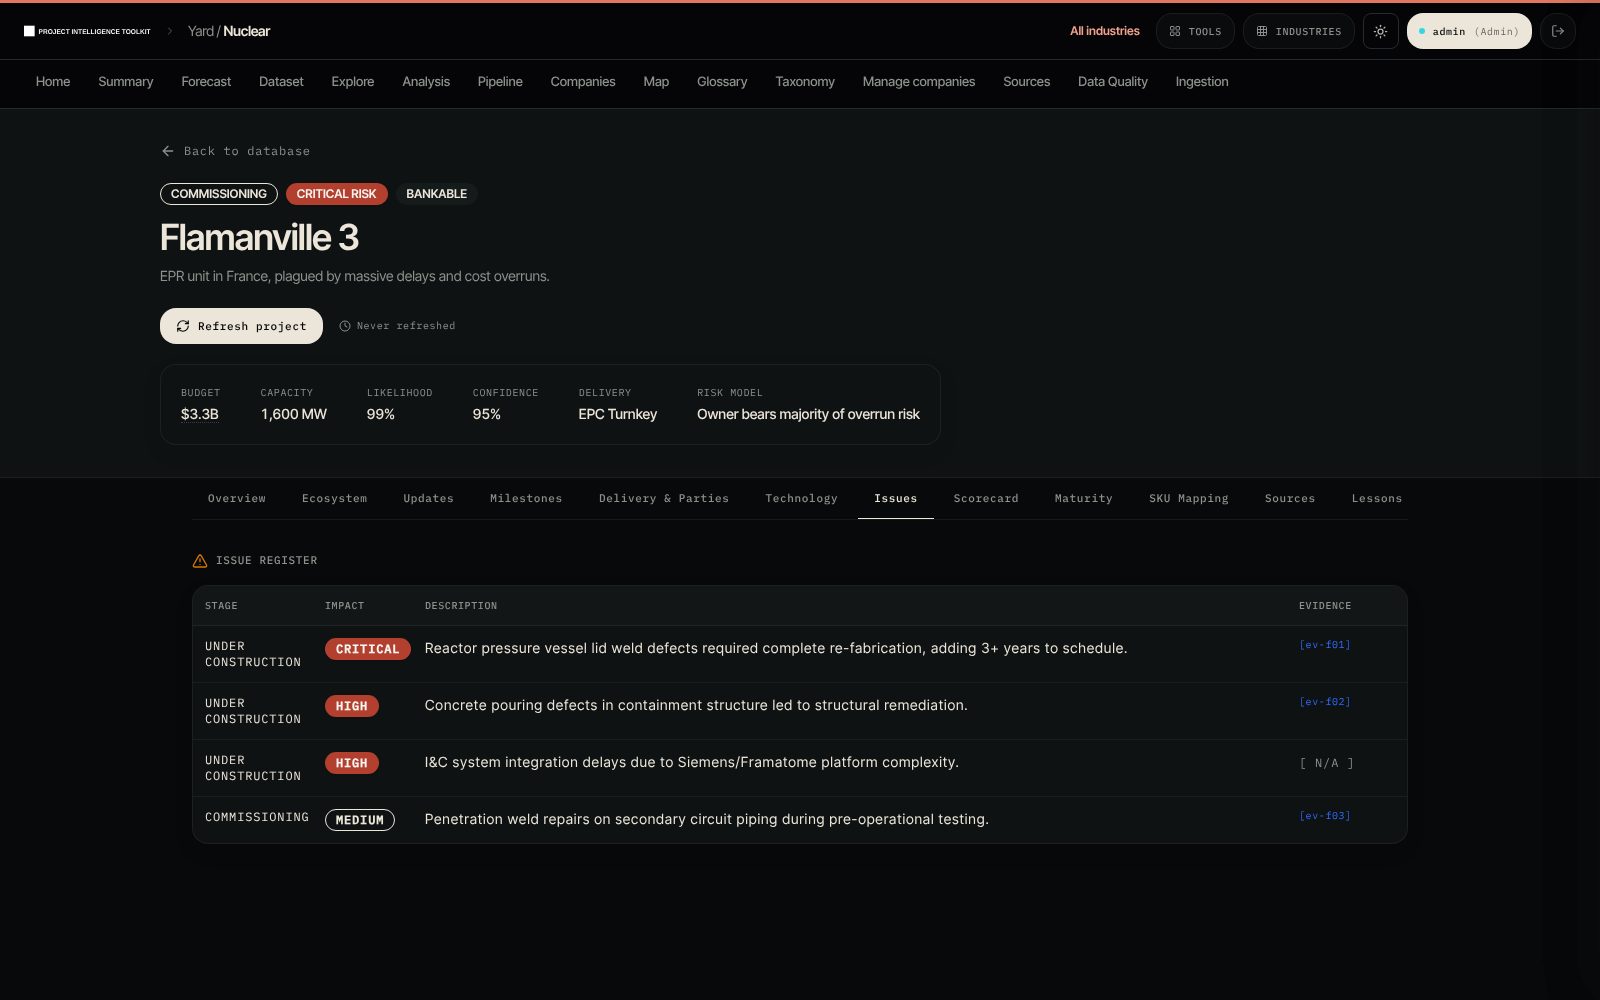 PROJECT INTELLIGENCE TOOLKIT
Yard / Nuclear
All industries
TOOLS
INDUSTRIES
admin (Admin)
Home Summary Forecast Dataset Explore Analysis Pipeline Companies Map Glossary Taxonomy Manage companies Sources Data Quality Ingestion
Back to database
COMMISSIONING CRITICAL RISK BANKABLE
Flamanville 3
EPR unit in France, plagued by massive delays and cost overruns.
Refresh project Never refreshed
BUDGET CAPACITY LIKELIHOOD CONFIDENCE DELIVERY RISK MODEL
$3.3B 1,600 MW 99% 95% EPC Turnkey Owner bears majority of overrun risk
Overview Ecosystem Updates Milestones Delivery & Parties Technology Issues Scorecard Maturity SKU Mapping Sources Lessons
ISSUE REGISTER
STAGE IMPACT DESCRIPTION EVIDENCE
UNDER CONSTRUCTION CRITICAL Reactor pressure vessel lid weld defects required complete re-fabrication, adding 3+ years to schedule. [ev-f01]
UNDER CONSTRUCTION HIGH Concrete pouring defects in containment structure led to structural remediation. [ev-f02]
UNDER CONSTRUCTION HIGH I&C system integration delays due to Siemens/Framatome platform complexity. [ N/A ]
COMMISSIONING MEDIUM Penetration weld repairs on secondary circuit piping during pre-operational testing. [ev-f03]